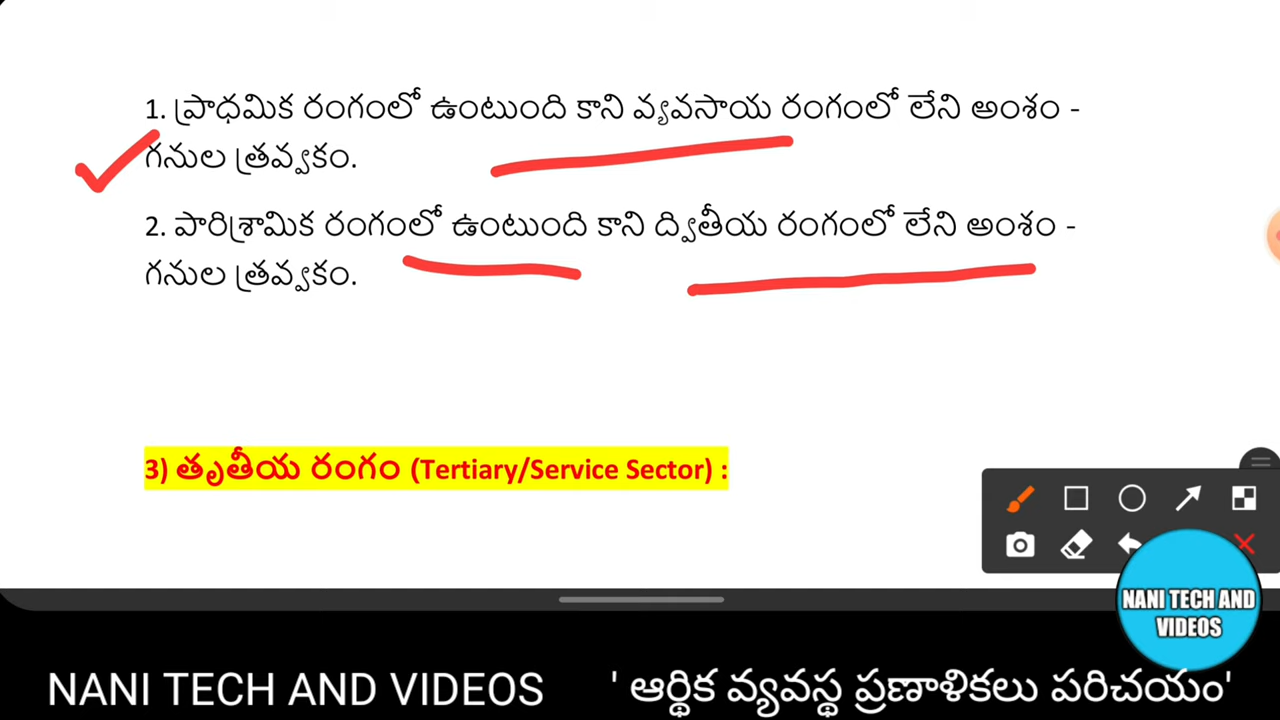 1. ప్రాధమిక రంగంలో ఉంటుంది కాని వ్యవసాయ రంగంలో లేని అంశం -
గనుల త్రవ్వకం.
2. పారిశ్రామిక రంగంలో ఉంటుంది కాని ద్వితీయ రంగంలో లేని అంశం -
గనుల త్రవ్వకం.
3) తృతీయ రంగం (Tertiary/Service Sector) :
NANI TECH AND
VIDEOS
NANI TECH AND VIDEOS ' ఆర్థిక వ్యవస్థ ప్రణాళికలు పరిచయం'